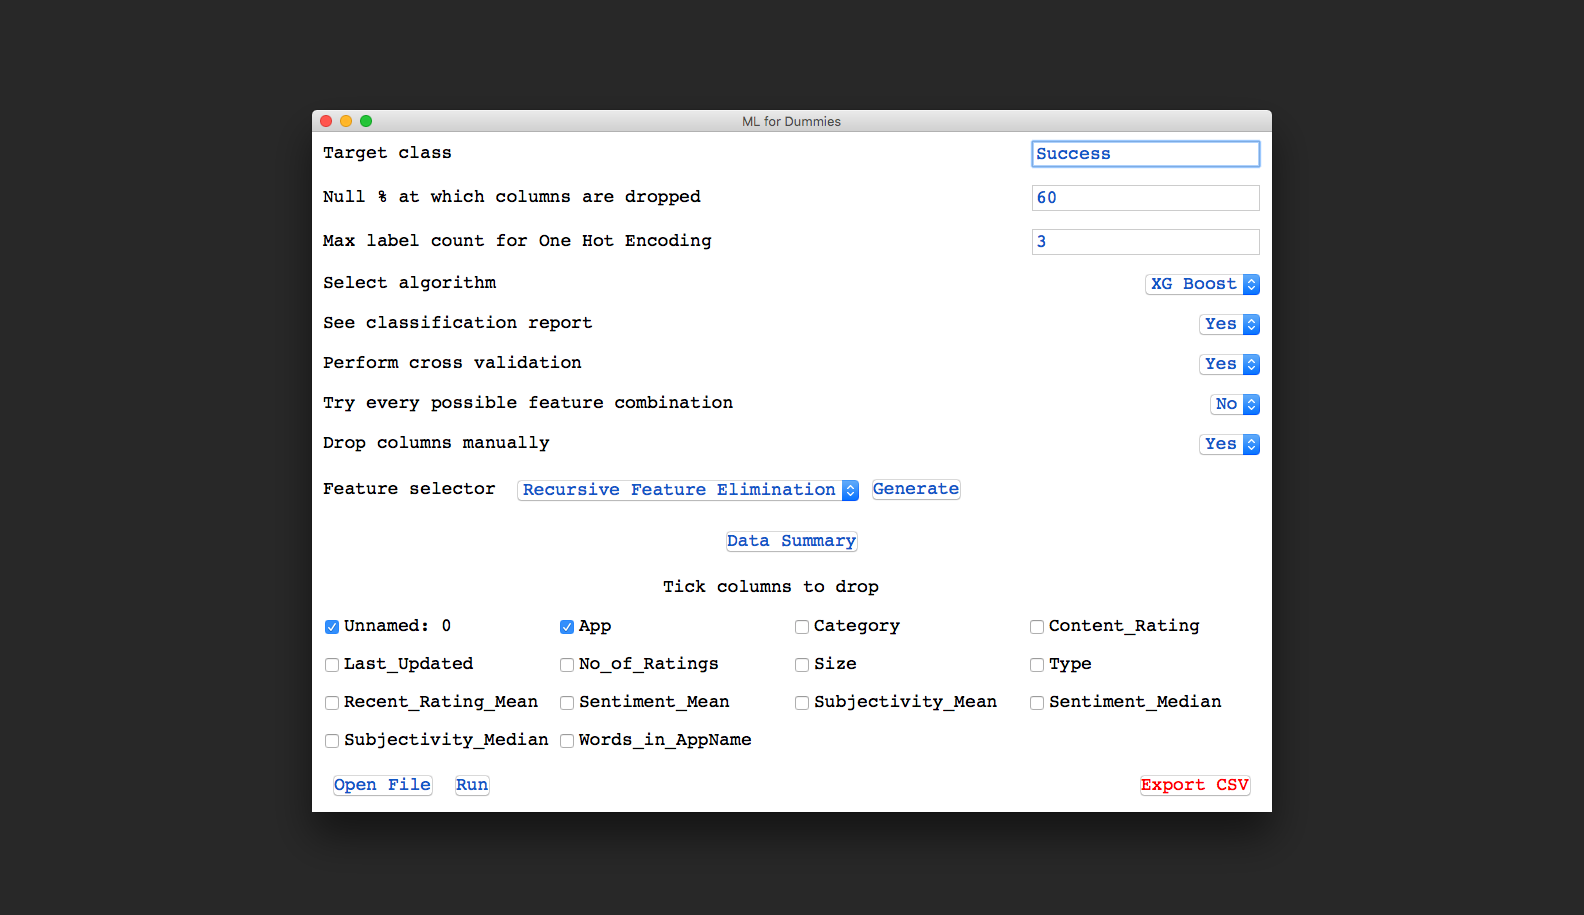 ML for Dummies
Target class Success
Null % at which columns are dropped 60
Max label count for One Hot Encoding 3
Select algorithm XG Boost
See classification report Yes
Perform cross validation Yes
Try every possible feature combination No
Drop columns manually Yes
Feature selector Recursive Feature Elimination Generate
Data Summary
Tick columns to drop
Unnamed: 0 App Category Content_Rating
Last_Updated No_of_Ratings Size Type
Recent_Rating_Mean Sentiment_Mean Subjectivity_Mean Sentiment_Median
Subjectivity_Median Words_in_AppName
Open File Run Export CSV